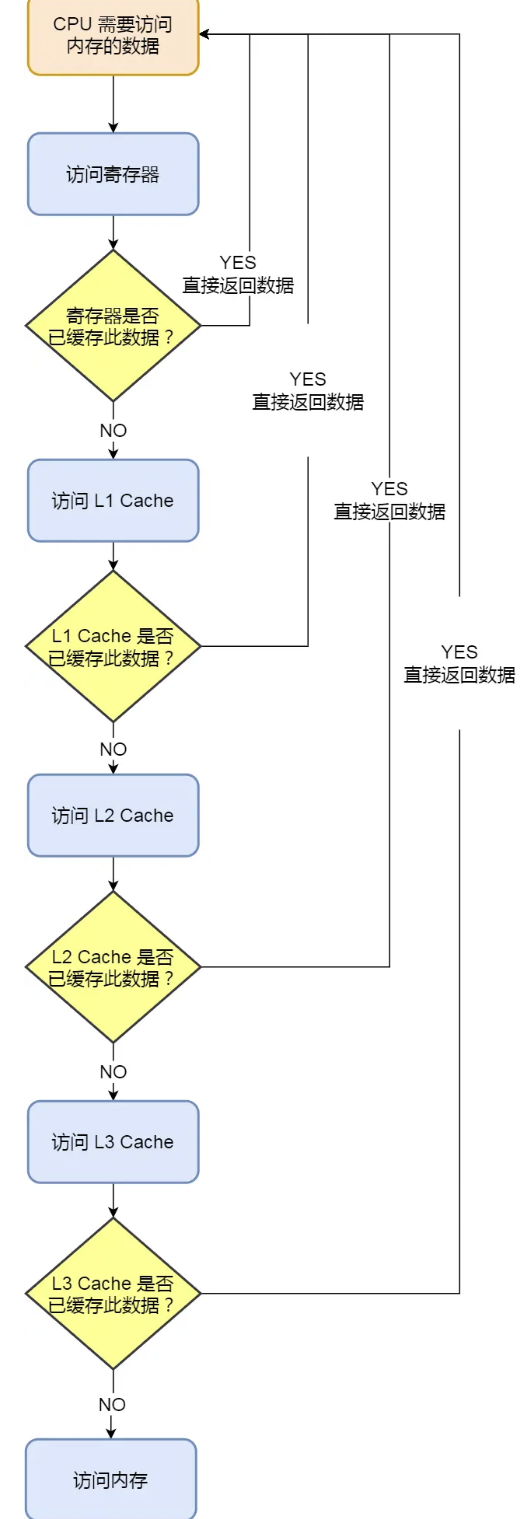 CPU 需要访问
内存的数据
访问寄存器
YES
直接返回数据
寄存器是否
已缓存此数据？
YES
直接返回数据
NO
访问 L1 Cache
YES
直接返回数据
L1 Cache 是否
已缓存此数据？
YES
直接返回数据
NO
访问 L2 Cache
L2 Cache 是否
已缓存此数据？
NO
访问 L3 Cache
L3 Cache 是否
已缓存此数据？
NO
访问内存